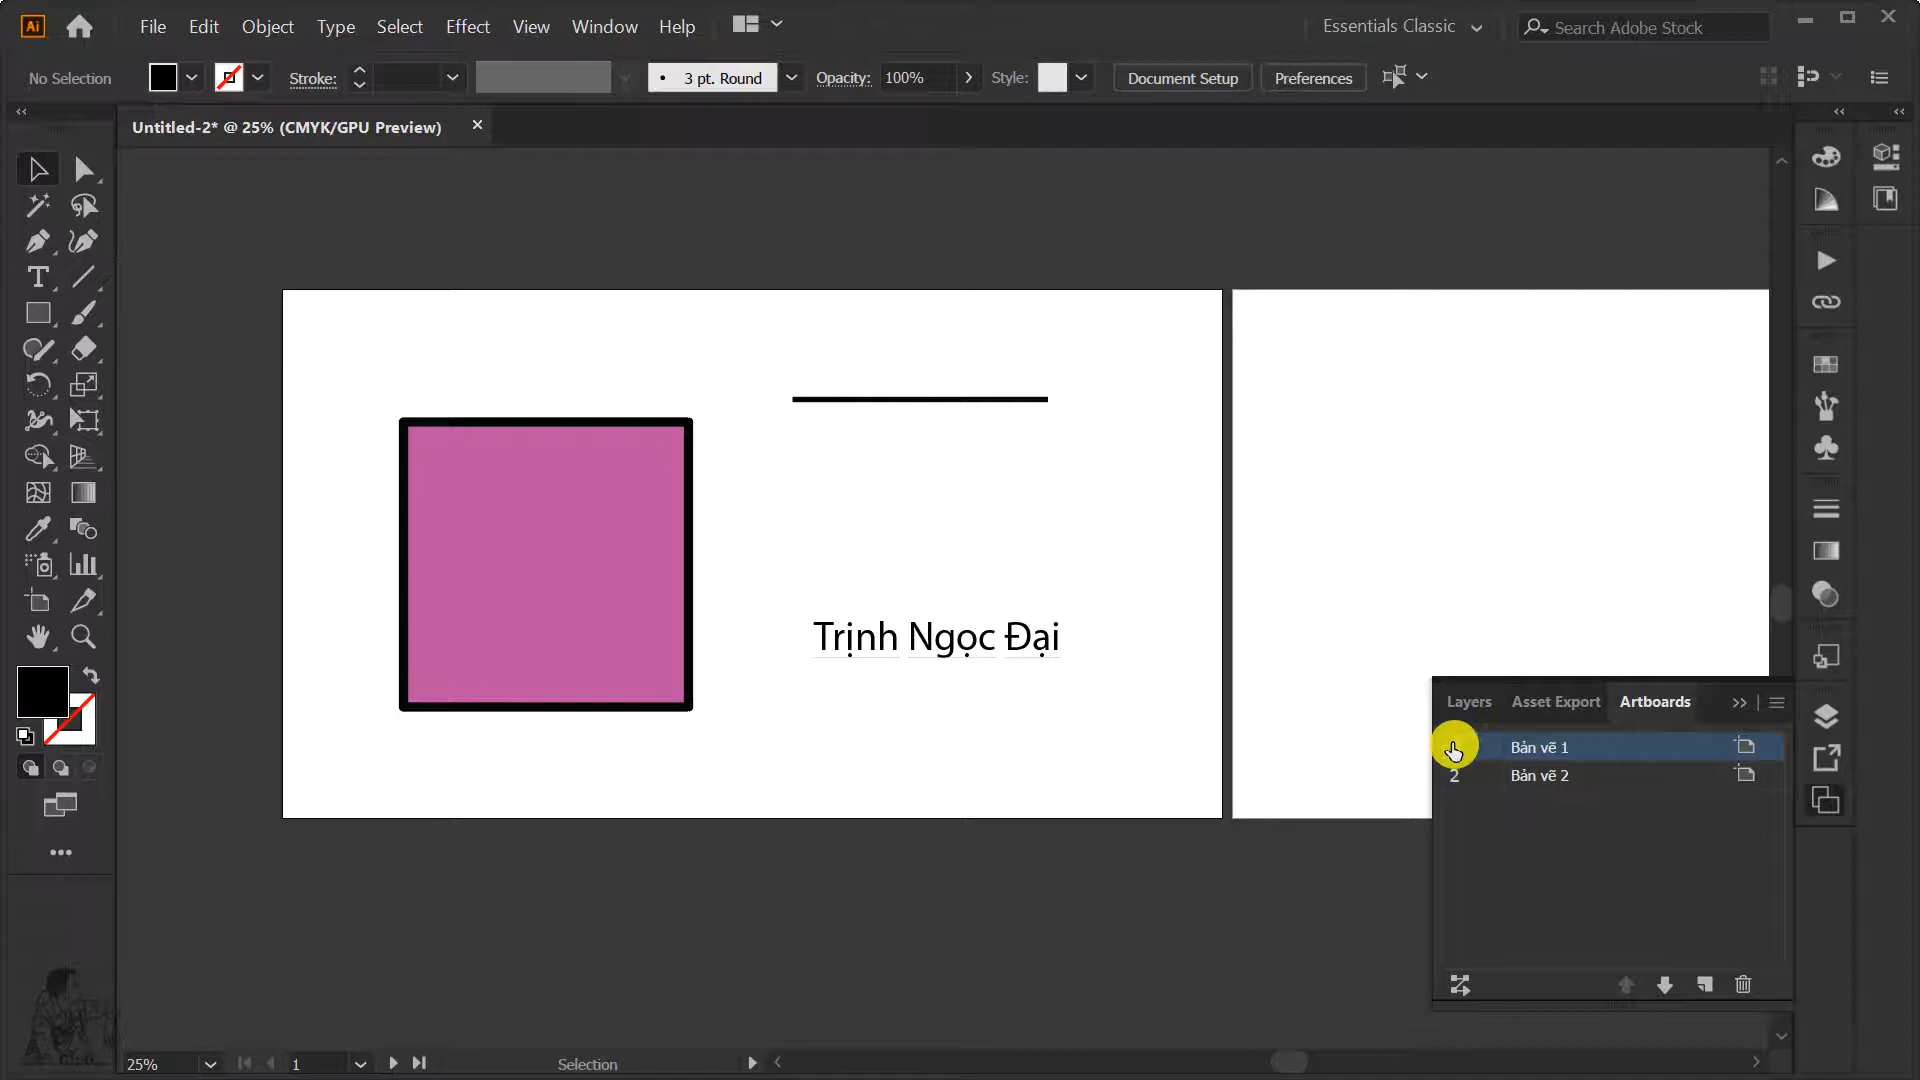 Ai File Edit Object Type Select Effect View Window Help Essentials Classic Search Adobe Stock
No Selection Stroke: • 3 pt. Round Opacity: 100% Style: Document Setup Preferences
Untitled-2* @ 25% (CMYK/GPU Preview) ×
Trịnh Ngọc Đại
Layers Asset Export Artboards
Bản vẽ 1
2 Bản vẽ 2
25% 1 Selection